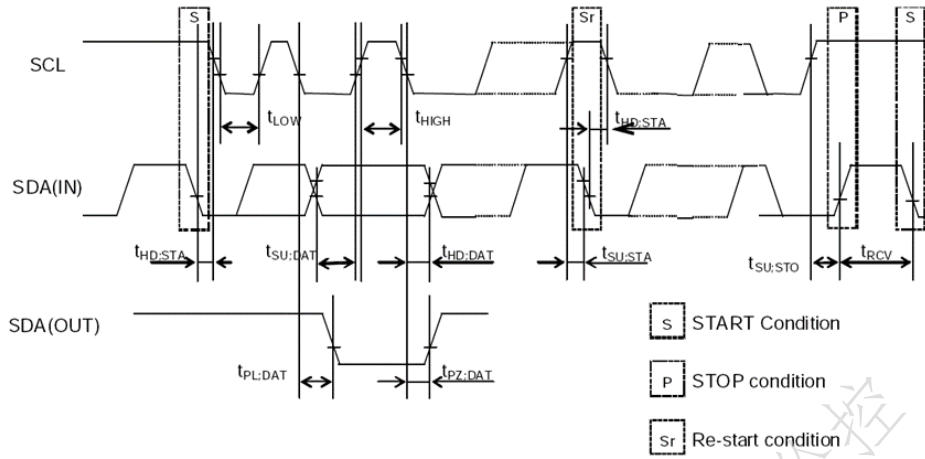 S
Sr
P
S
SCL
tLOW
tHIGH
tHD;STA
SDA(IN)
tHD;STA
tSU;DAT
tHD;DAT
tSU;STA
tSU;STO
tRCV
SDA(OUT)
S START Condition
tPL;DAT
tPZ;DAT
P STOP condition
Sr Re-start condition
控